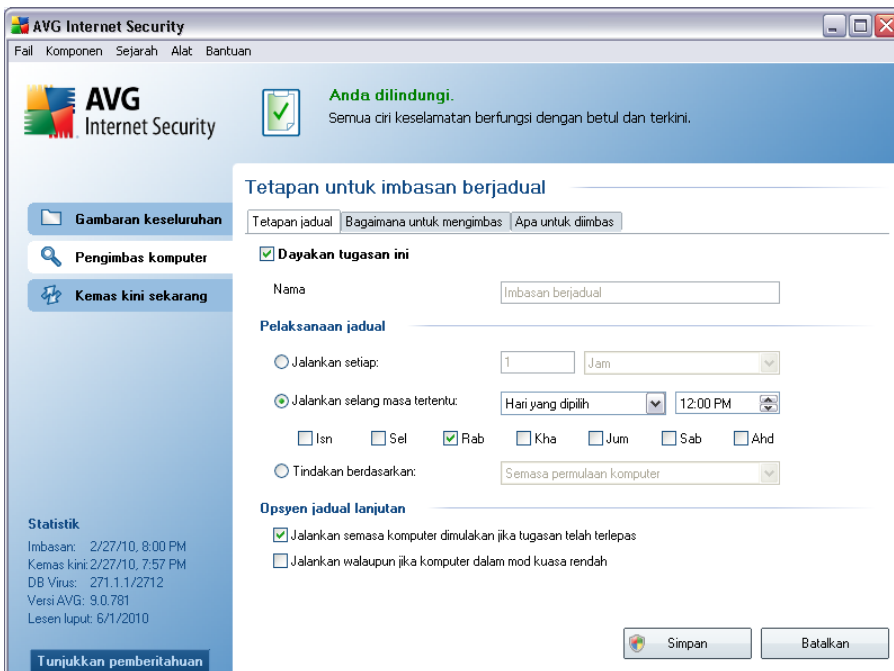 AVG Internet Security
Fail Komponen Sejarah Alat Bantuan
AVG
Internet Security
Anda dilindungi.
Semua ciri keselamatan berfungsi dengan betul dan terkini.
Gambaran keseluruhan
Pengimbas komputer
Kemas kini sekarang
Tetapan untuk imbasan berjadual
Tetapan jadual Bagaimana untuk mengimbas Apa untuk diimbas
Dayakan tugasan ini
Nama Imbasan berjadual
Pelaksanaan jadual
Jalankan setiap: 1 Jam
Jalankan selang masa tertentu: Hari yang dipilih 12:00 PM
Isn Sel Rab Kha Jum Sab Ahd
Tindakan berdasarkan: Semasa permulaan komputer
Opsyen jadual lanjutan
Jalankan semasa komputer dimulakan jika tugasan telah terlepas
Jalankan walaupun jika komputer dalam mod kuasa rendah
Statistik
Imbasan: 2/27/10, 8:00 PM
Kemas kini: 2/27/10, 7:57 PM
DB Virus: 271.1.1/2712
Versi AVG: 9.0.781
Lesen luput: 6/1/2010
Tunjukkan pemberitahuan
Simpan Batalkan